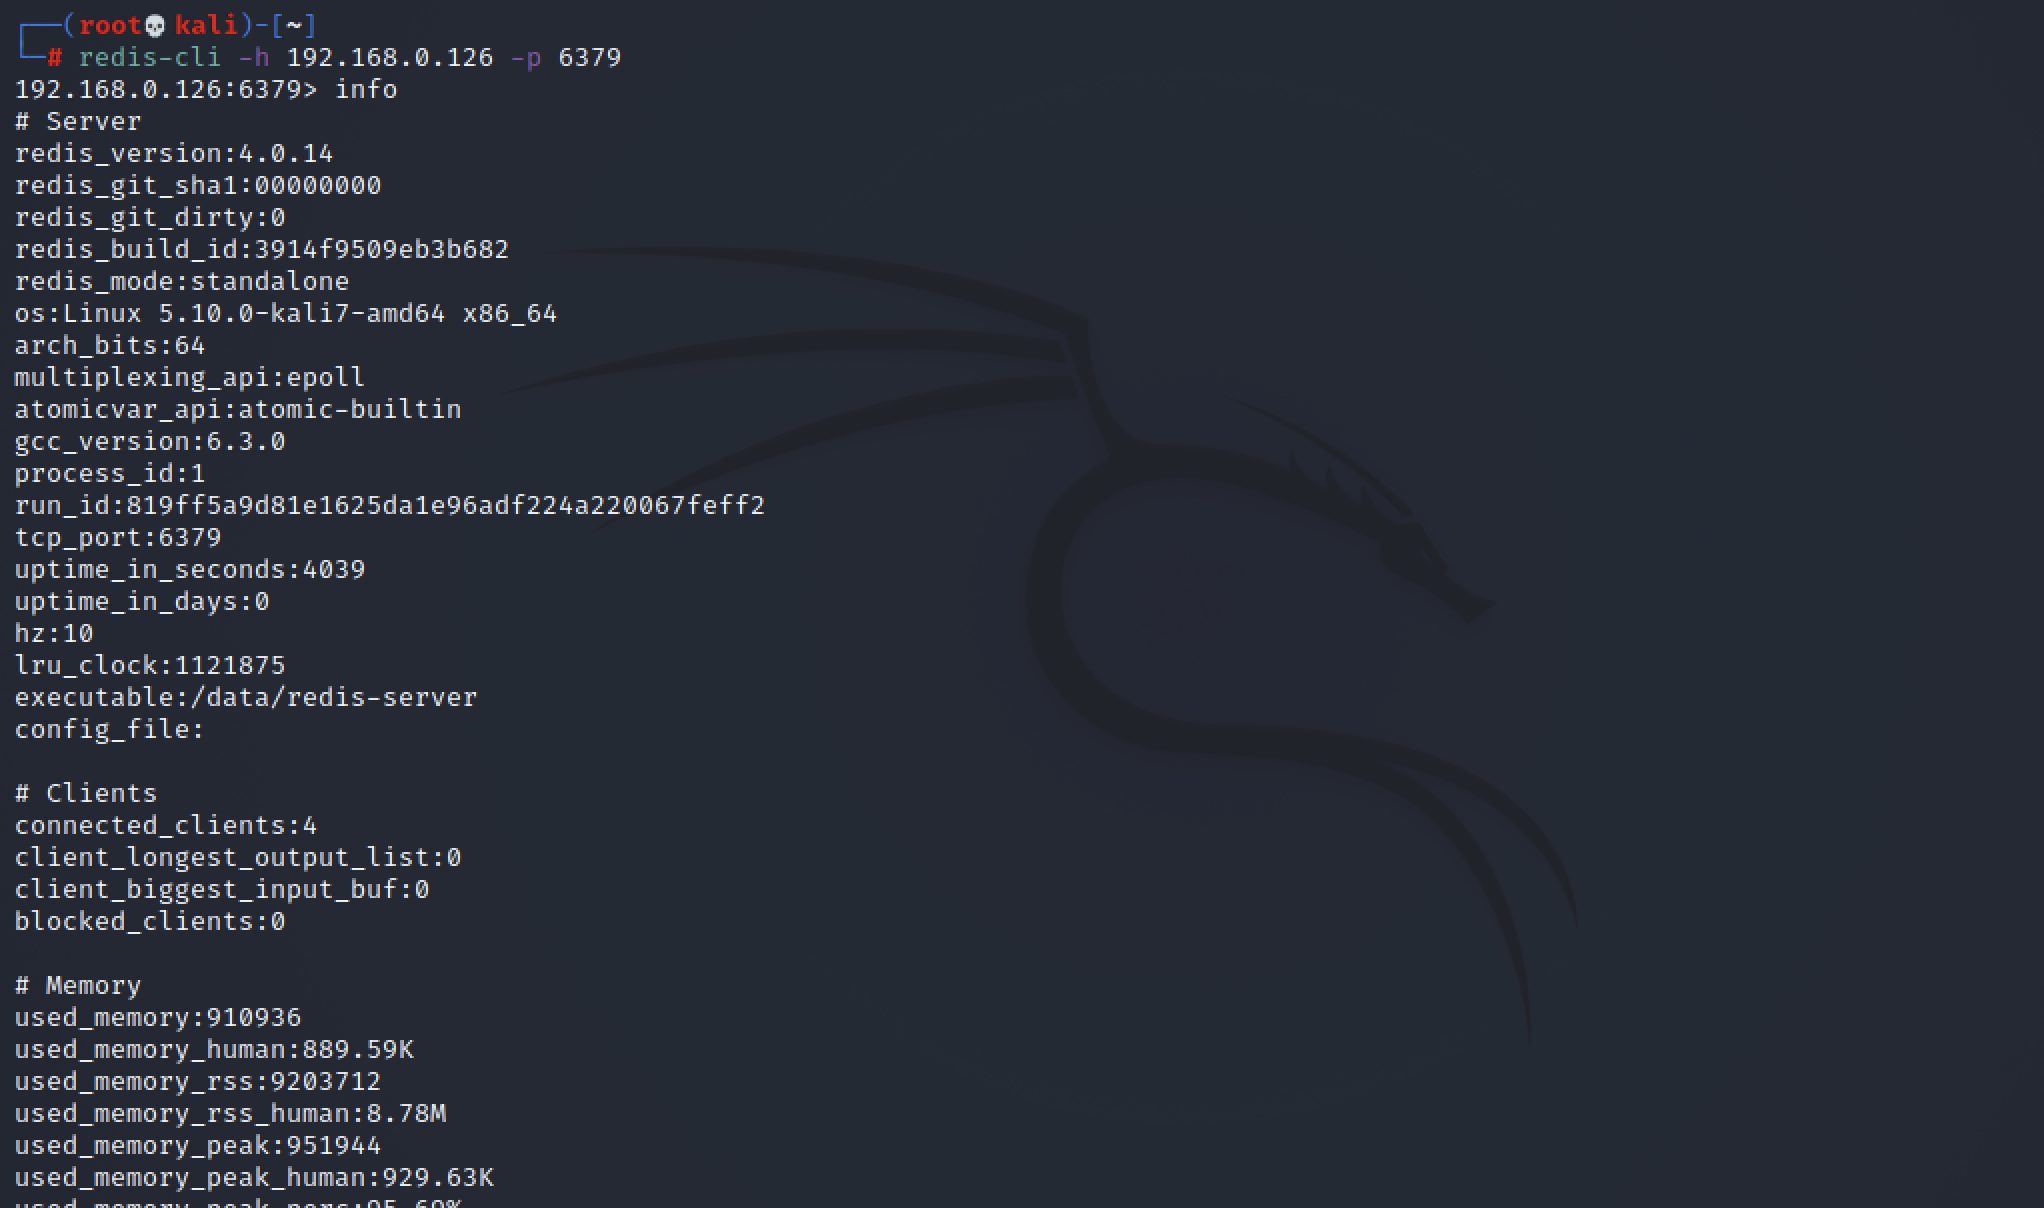 ┌──(root💀kali)-[~]
└─# redis-cli -h 192.168.0.126 -p 6379
192.168.0.126:6379> info
# Server
redis_version:4.0.14
redis_git_sha1:00000000
redis_git_dirty:0
redis_build_id:3914f9509eb3b682
redis_mode:standalone
os:Linux 5.10.0-kali7-amd64 x86_64
arch_bits:64
multiplexing_api:epoll
atomicvar_api:atomic-builtin
gcc_version:6.3.0
process_id:1
run_id:819ff5a9d81e1625da1e96adf224a220067feff2
tcp_port:6379
uptime_in_seconds:4039
uptime_in_days:0
hz:10
lru_clock:1121875
executable:/data/redis-server
config_file:

# Clients
connected_clients:4
client_longest_output_list:0
client_biggest_input_buf:0
blocked_clients:0

# Memory
used_memory:910936
used_memory_human:889.59K
used_memory_rss:9203712
used_memory_rss_human:8.78M
used_memory_peak:951944
used_memory_peak_human:929.63K